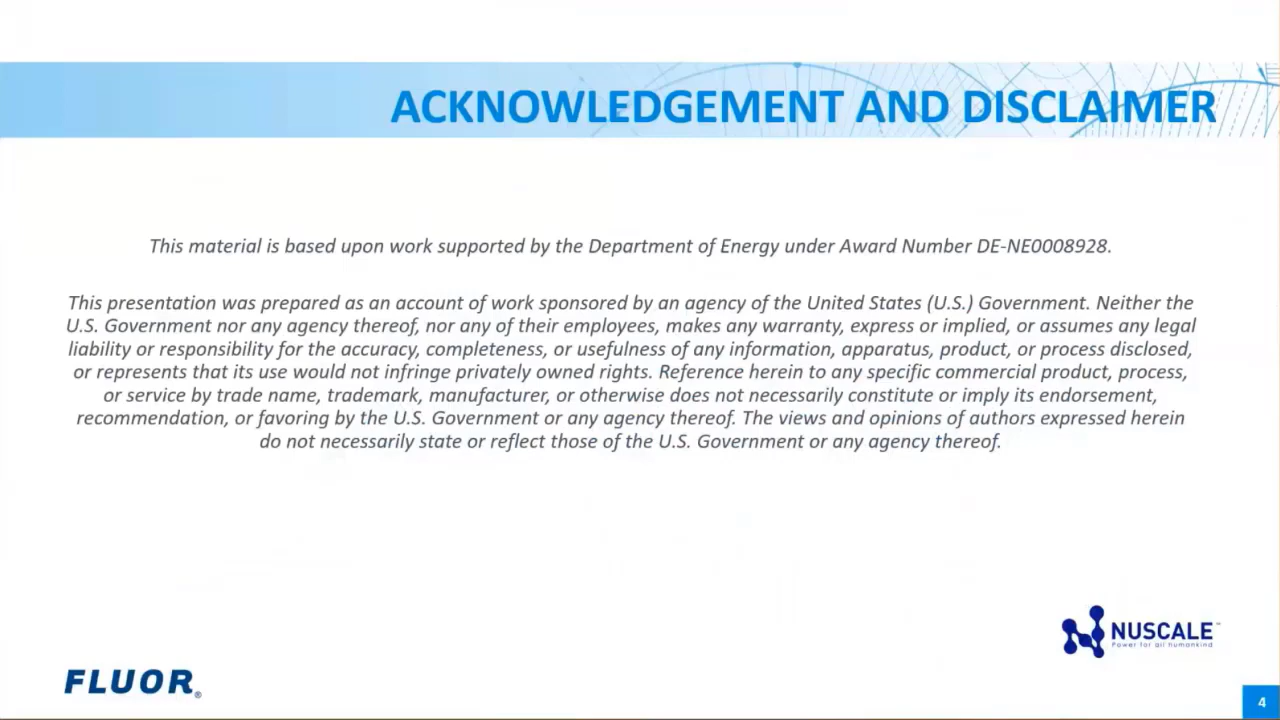 ACKNOWLEDGEMENT AND DISCLAIMER
This material is based upon work supported by the Department of Energy under Award Number DE-NE0008928.
This presentation was prepared as an account of work sponsored by an agency of the United States (U.S.) Government. Neither the
U.S. Government nor any agency thereof, nor any of their employees, makes any warranty, express or implied, or assumes any legal
liability or responsibility for the accuracy, completeness, or usefulness of any information, apparatus, product, or process disclosed,
or represents that its use would not infringe privately owned rights. Reference herein to any specific commercial product, process,
or service by trade name, trademark, manufacturer, or otherwise does not necessarily constitute or imply its endorsement,
recommendation, or favoring by the U.S. Government or any agency thereof. The views and opinions of authors expressed herein
do not necessarily state or reflect those of the U.S. Government or any agency thereof.
NUSCALE™
Power for all humankind
FLUOR®
4